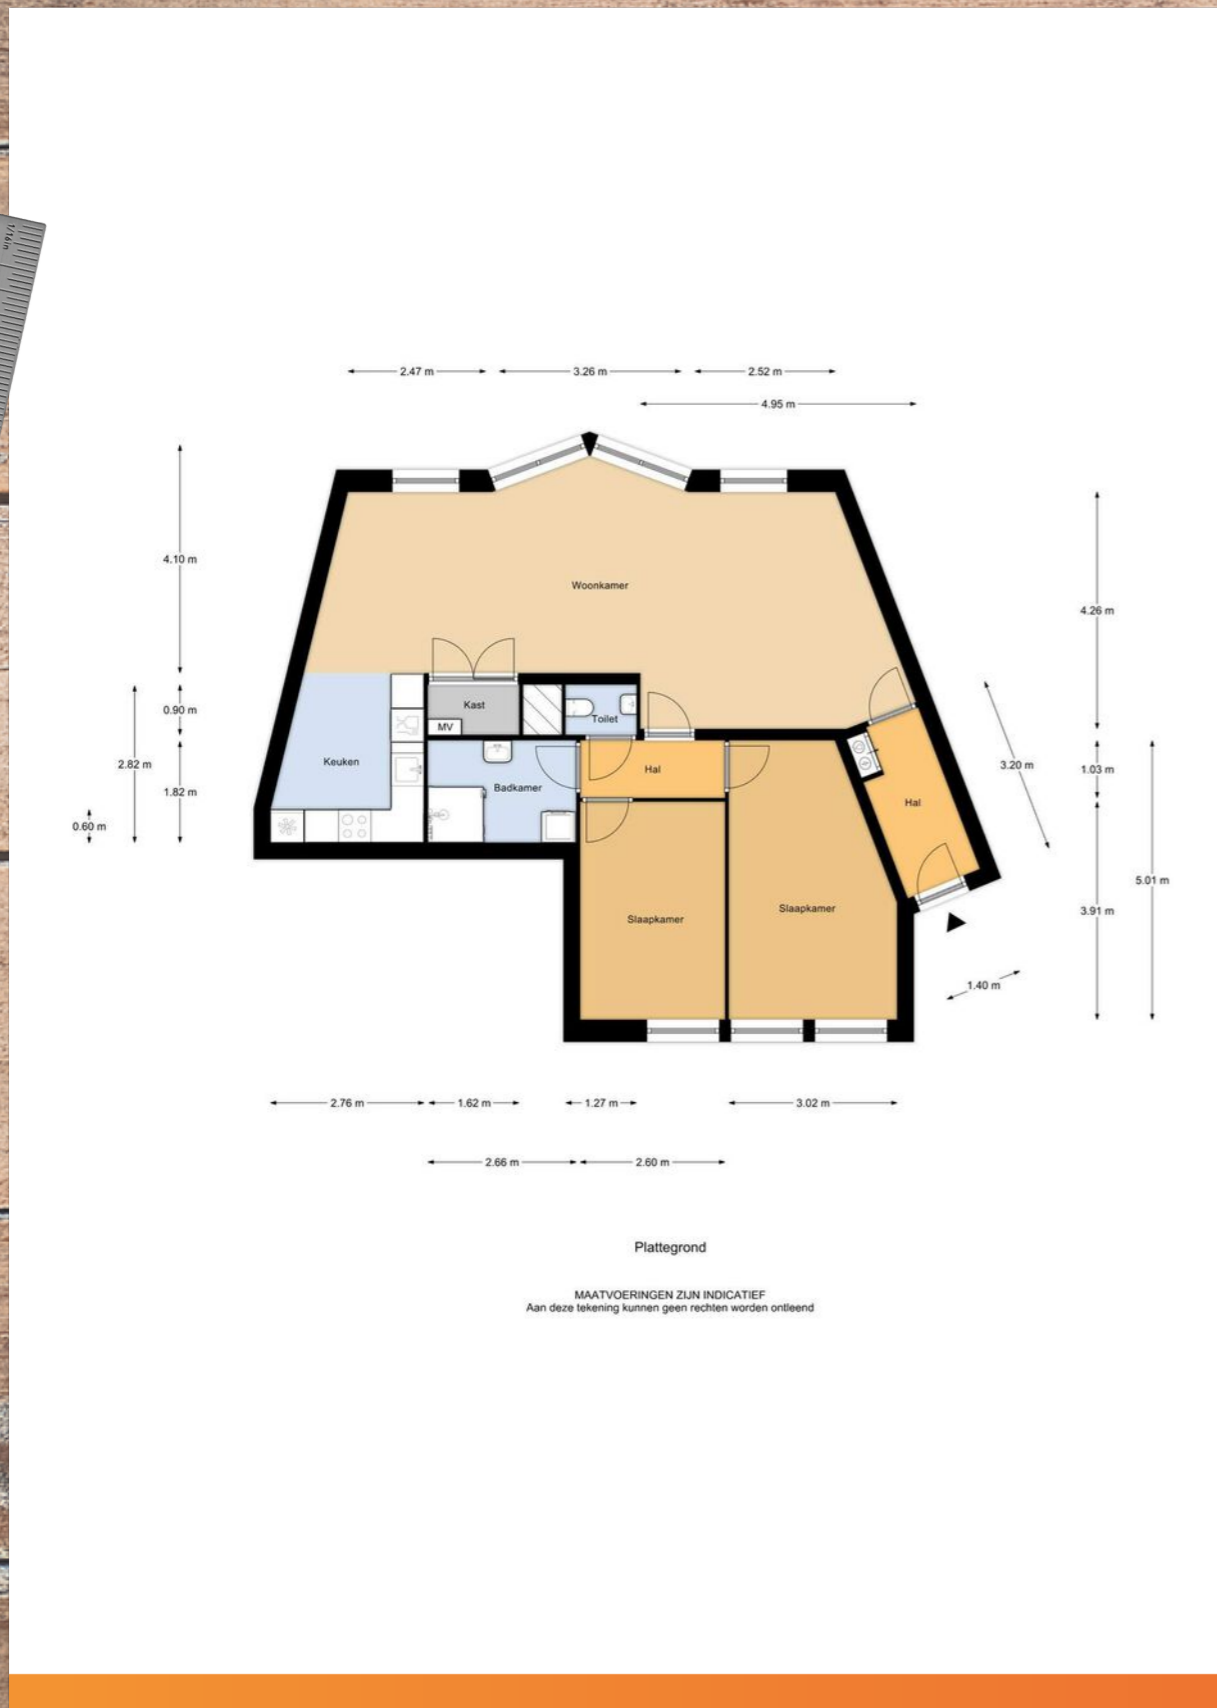 1/16in
2.47 m
3.26 m
2.52 m
4.95 m
4.10 m
Woonkamer
4.26 m
Kast
0.90 m
Toilet
MV
2.82 m
Keuken
Hal
3.20 m
1.03 m
1.82 m
Badkamer
Hal
0.60 m
5.01 m
Slaapkamer
Slaapkamer
3.91 m
1.40 m
2.76 m
1.62 m
1.27 m
3.02 m
2.66 m
2.60 m
Plattegrond
MAATVOERINGEN ZIJN INDICATIEF
Aan deze tekening kunnen geen rechten worden ontleend